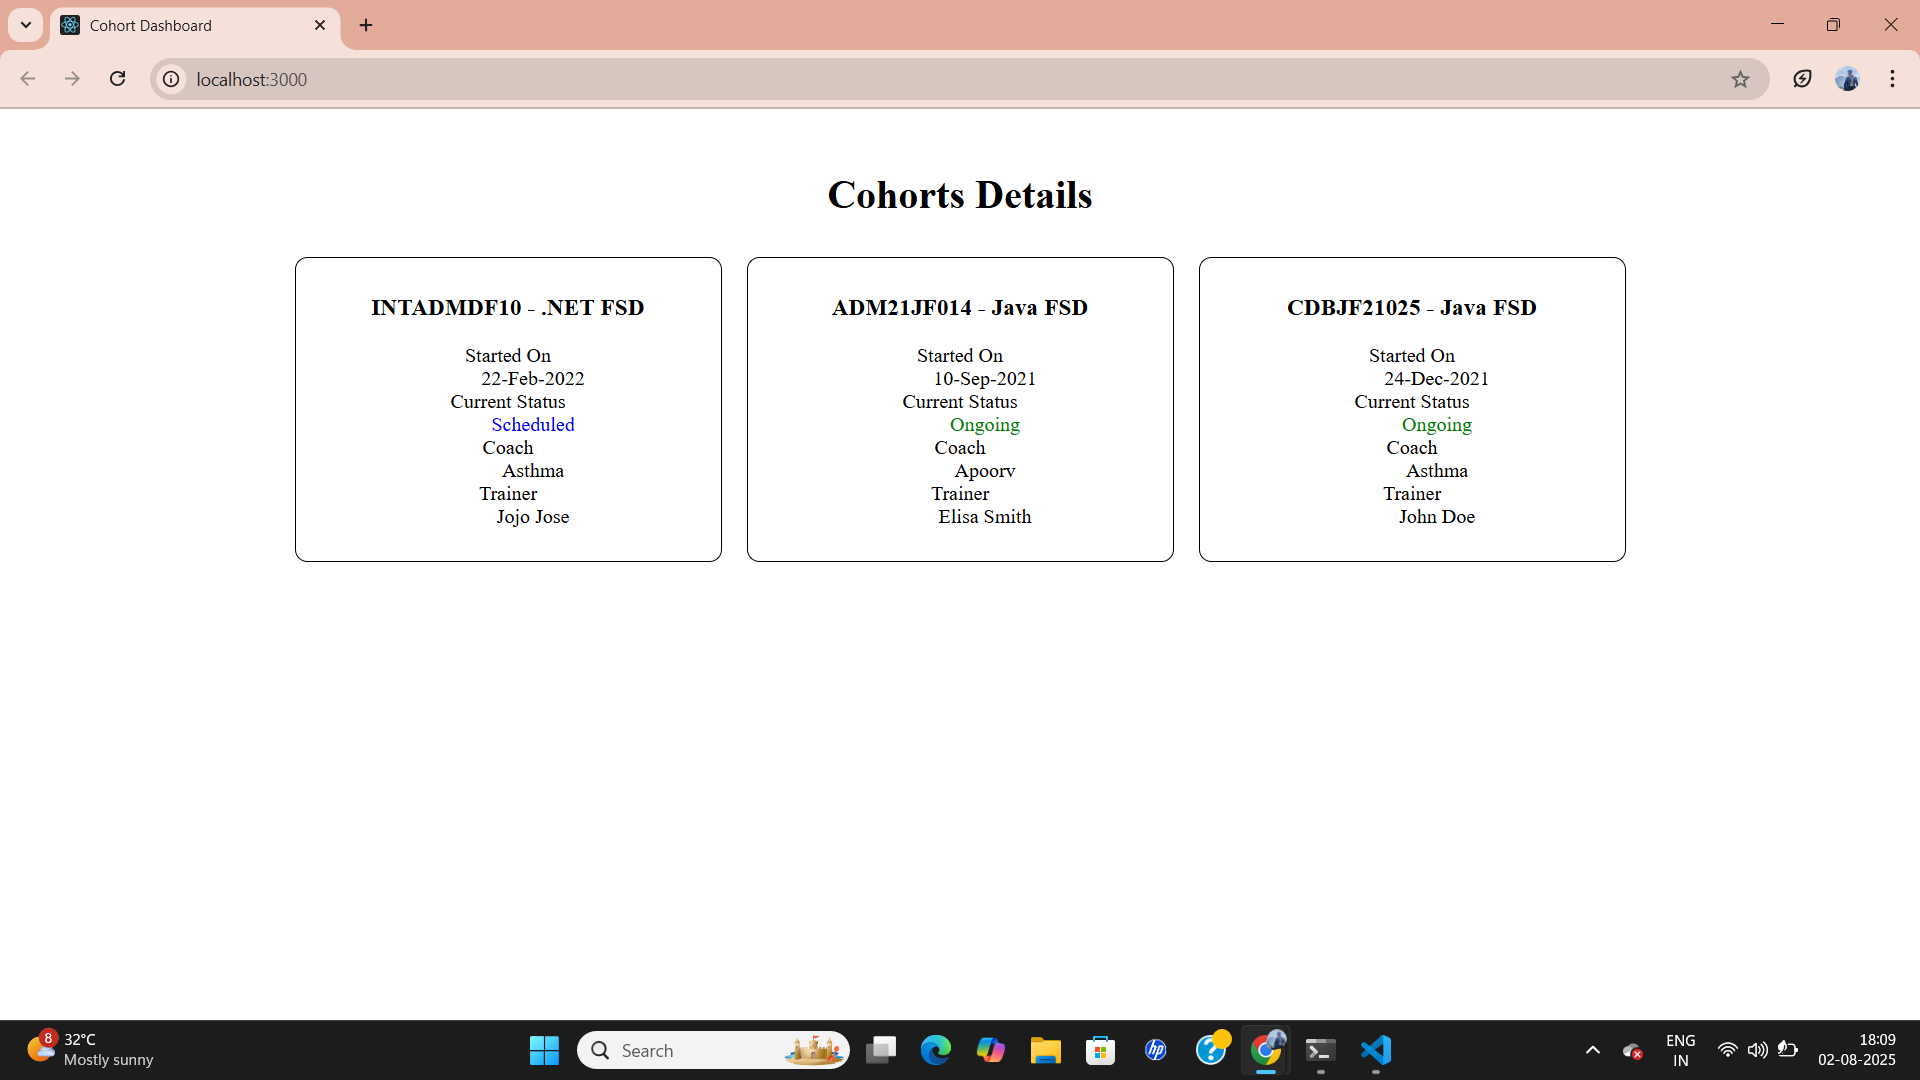 Cohort Dashboard
localhost:3000
Cohorts Details
INTADMDF10 - .NET FSD
Started On
22-Feb-2022
Current Status
Scheduled
Coach
Asthma
Trainer
Jojo Jose
ADM21JF014 - Java FSD
Started On
10-Sep-2021
Current Status
Ongoing
Coach
Apoorv
Trainer
Elisa Smith
CDBJF21025 - Java FSD
Started On
24-Dec-2021
Current Status
Ongoing
Coach
Asthma
Trainer
John Doe
8
32°C
Mostly sunny
Search
hp
ENG
IN
18:09
02-08-2025